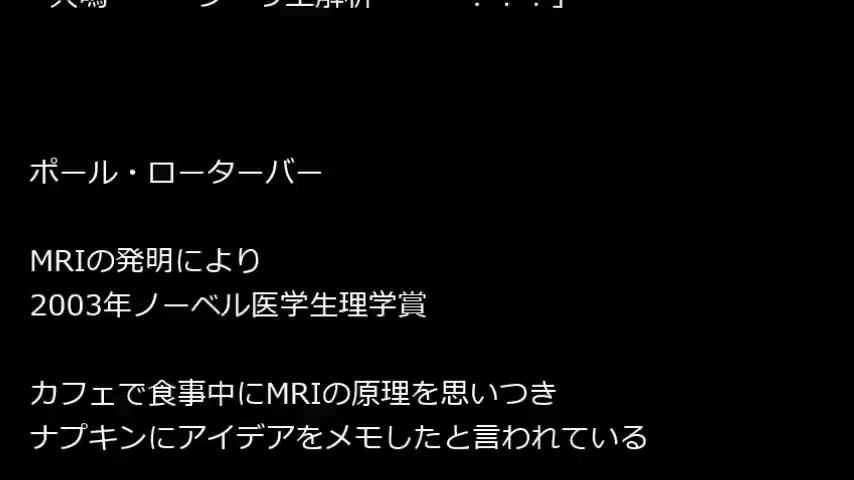 ポール・ローターバー
MRIの発明により
2003年ノーベル医学生理学賞
カフェで食事中にMRIの原理を思いつき
ナプキンにアイデアをメモしたと言われている